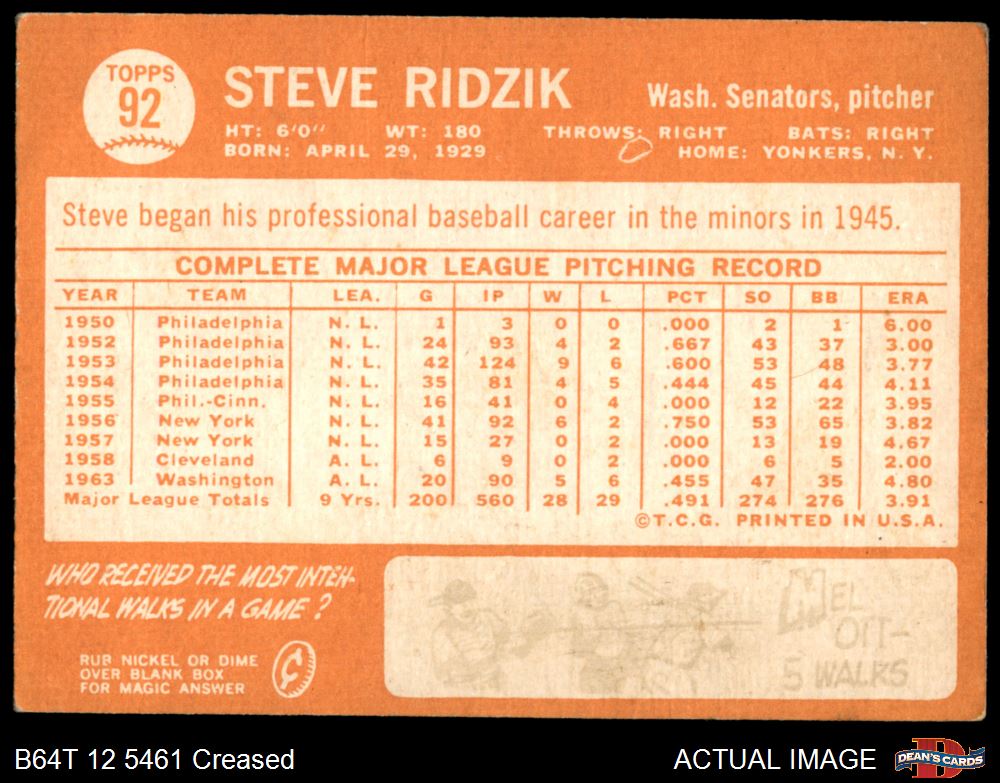 TOPPS
92
STEVE RIDZIK
Wash. Senators, pitcher
HT: 6'0" WT: 180 THROWS: RIGHT BATS: RIGHT
BORN: APRIL 29, 1929 HOME: YONKERS, N. Y.
Steve began his professional baseball career in the minors in 1945.
COMPLETE MAJOR LEAGUE PITCHING RECORD
YEAR TEAM LEA. G IP W L PCT SO BB ERA
1950 Philadelphia N. L. 1 3 0 0 .000 2 1 6.00
1952 Philadelphia N. L. 24 93 4 2 .667 43 37 3.00
1953 Philadelphia N. L. 42 124 9 6 .600 53 48 3.77
1954 Philadelphia N. L. 35 81 4 5 .444 45 44 4.11
1955 Phil.-Cinn. N. L. 16 41 0 4 .000 12 22 3.95
1956 New York N. L. 41 92 6 2 .750 53 65 3.82
1957 New York N. L. 15 27 0 2 .000 13 19 4.67
1958 Cleveland A. L. 6 9 0 2 .000 6 5 2.00
1963 Washington A. L. 20 90 5 6 .455 47 35 4.80
Major League Totals 9 Yrs. 200 560 28 29 .491 274 276 3.91
©T.C.G. PRINTED IN U.S.A.
WHO RECEIVED THE MOST INTEN-
TIONAL WALKS IN A GAME?
RUB NICKEL OR DIME
OVER BLANK BOX
FOR MAGIC ANSWER
¢
MEL
OTT-
5 WALKS
B64T 12 5461 Creased
ACTUAL IMAGE
D
DEAN'S CARDS